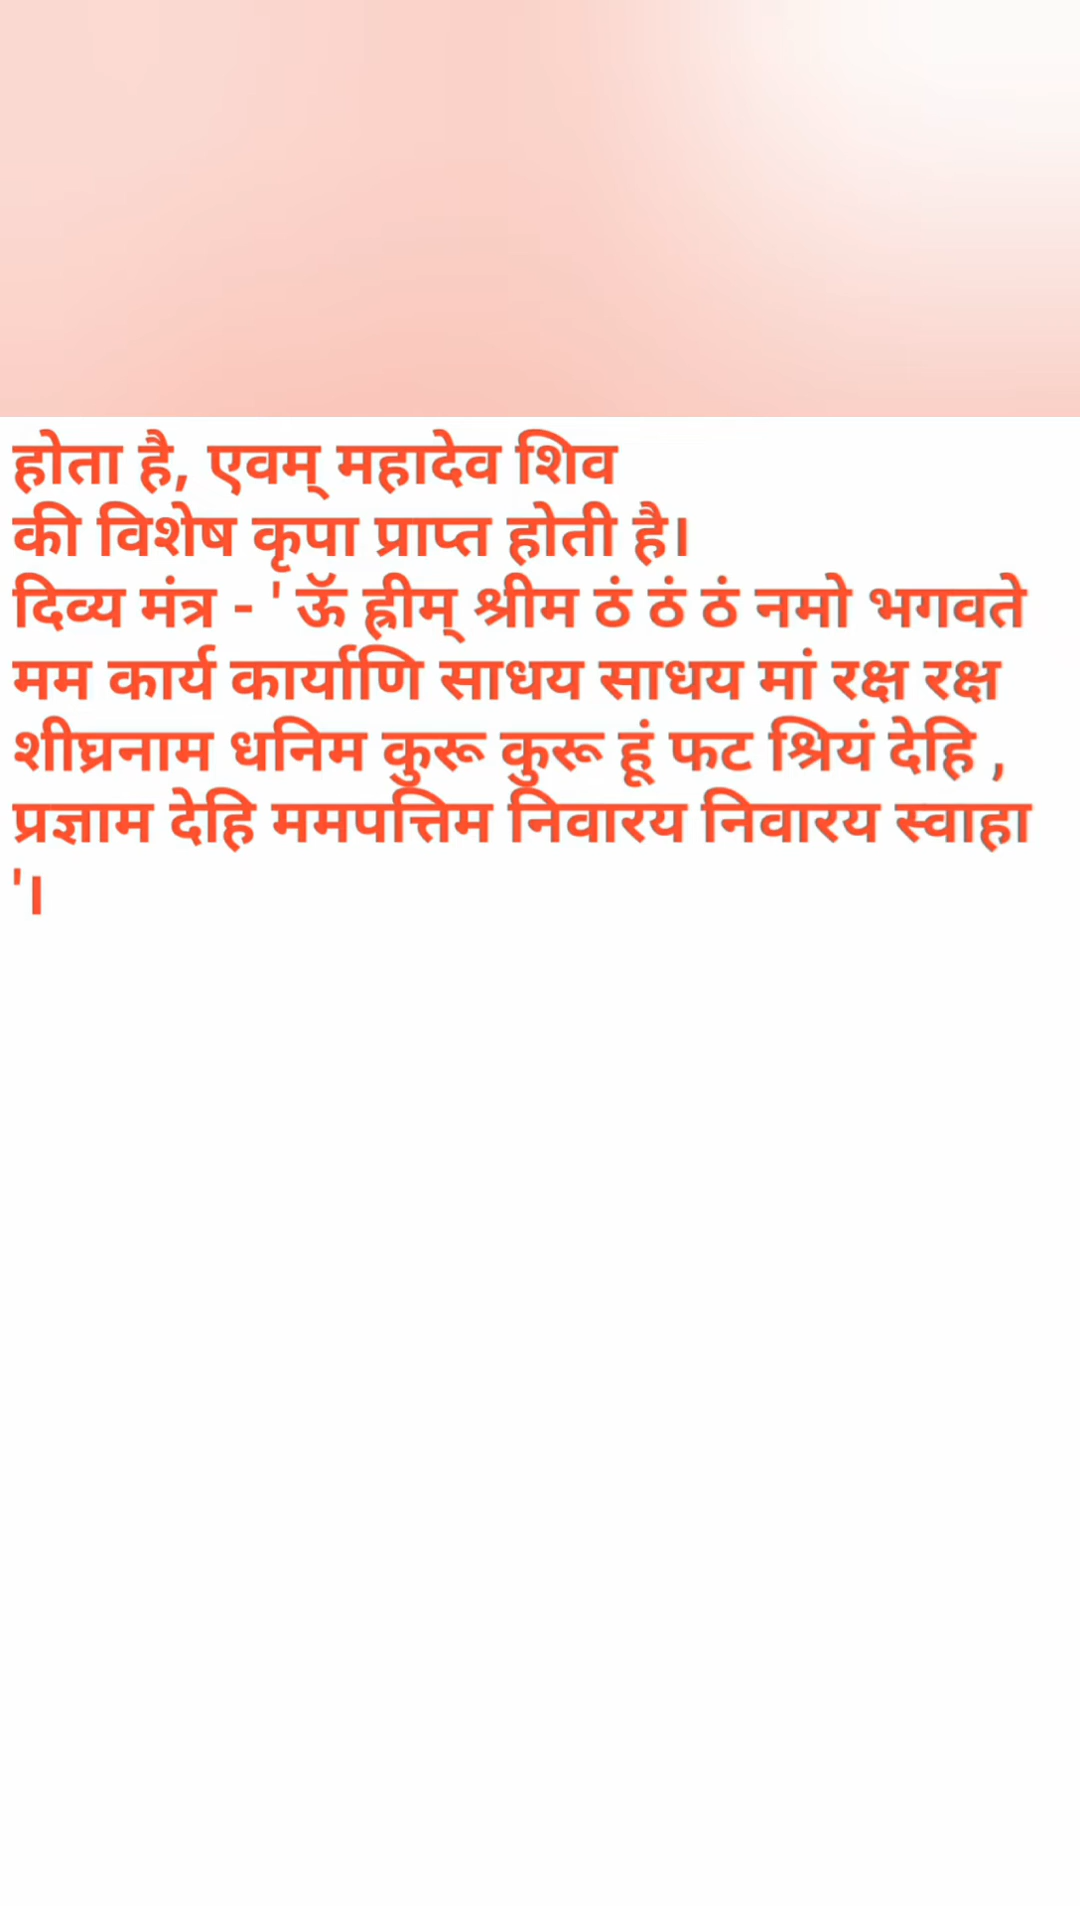 होता है, एवम् महादेव शिव
की विशेष कृपा प्राप्त होती है।
दिव्य मंत्र - ' ऊॅ ह्रीम् श्रीम ठं ठं ठं नमो भगवते
मम कार्य कार्याणि साधय साधय मां रक्ष रक्ष
शीघ्रनाम धनिम कुरू कुरू हूं फट श्रियं देहि ,
प्रज्ञाम देहि ममपत्तिम निवारय निवारय स्वाहा
'।